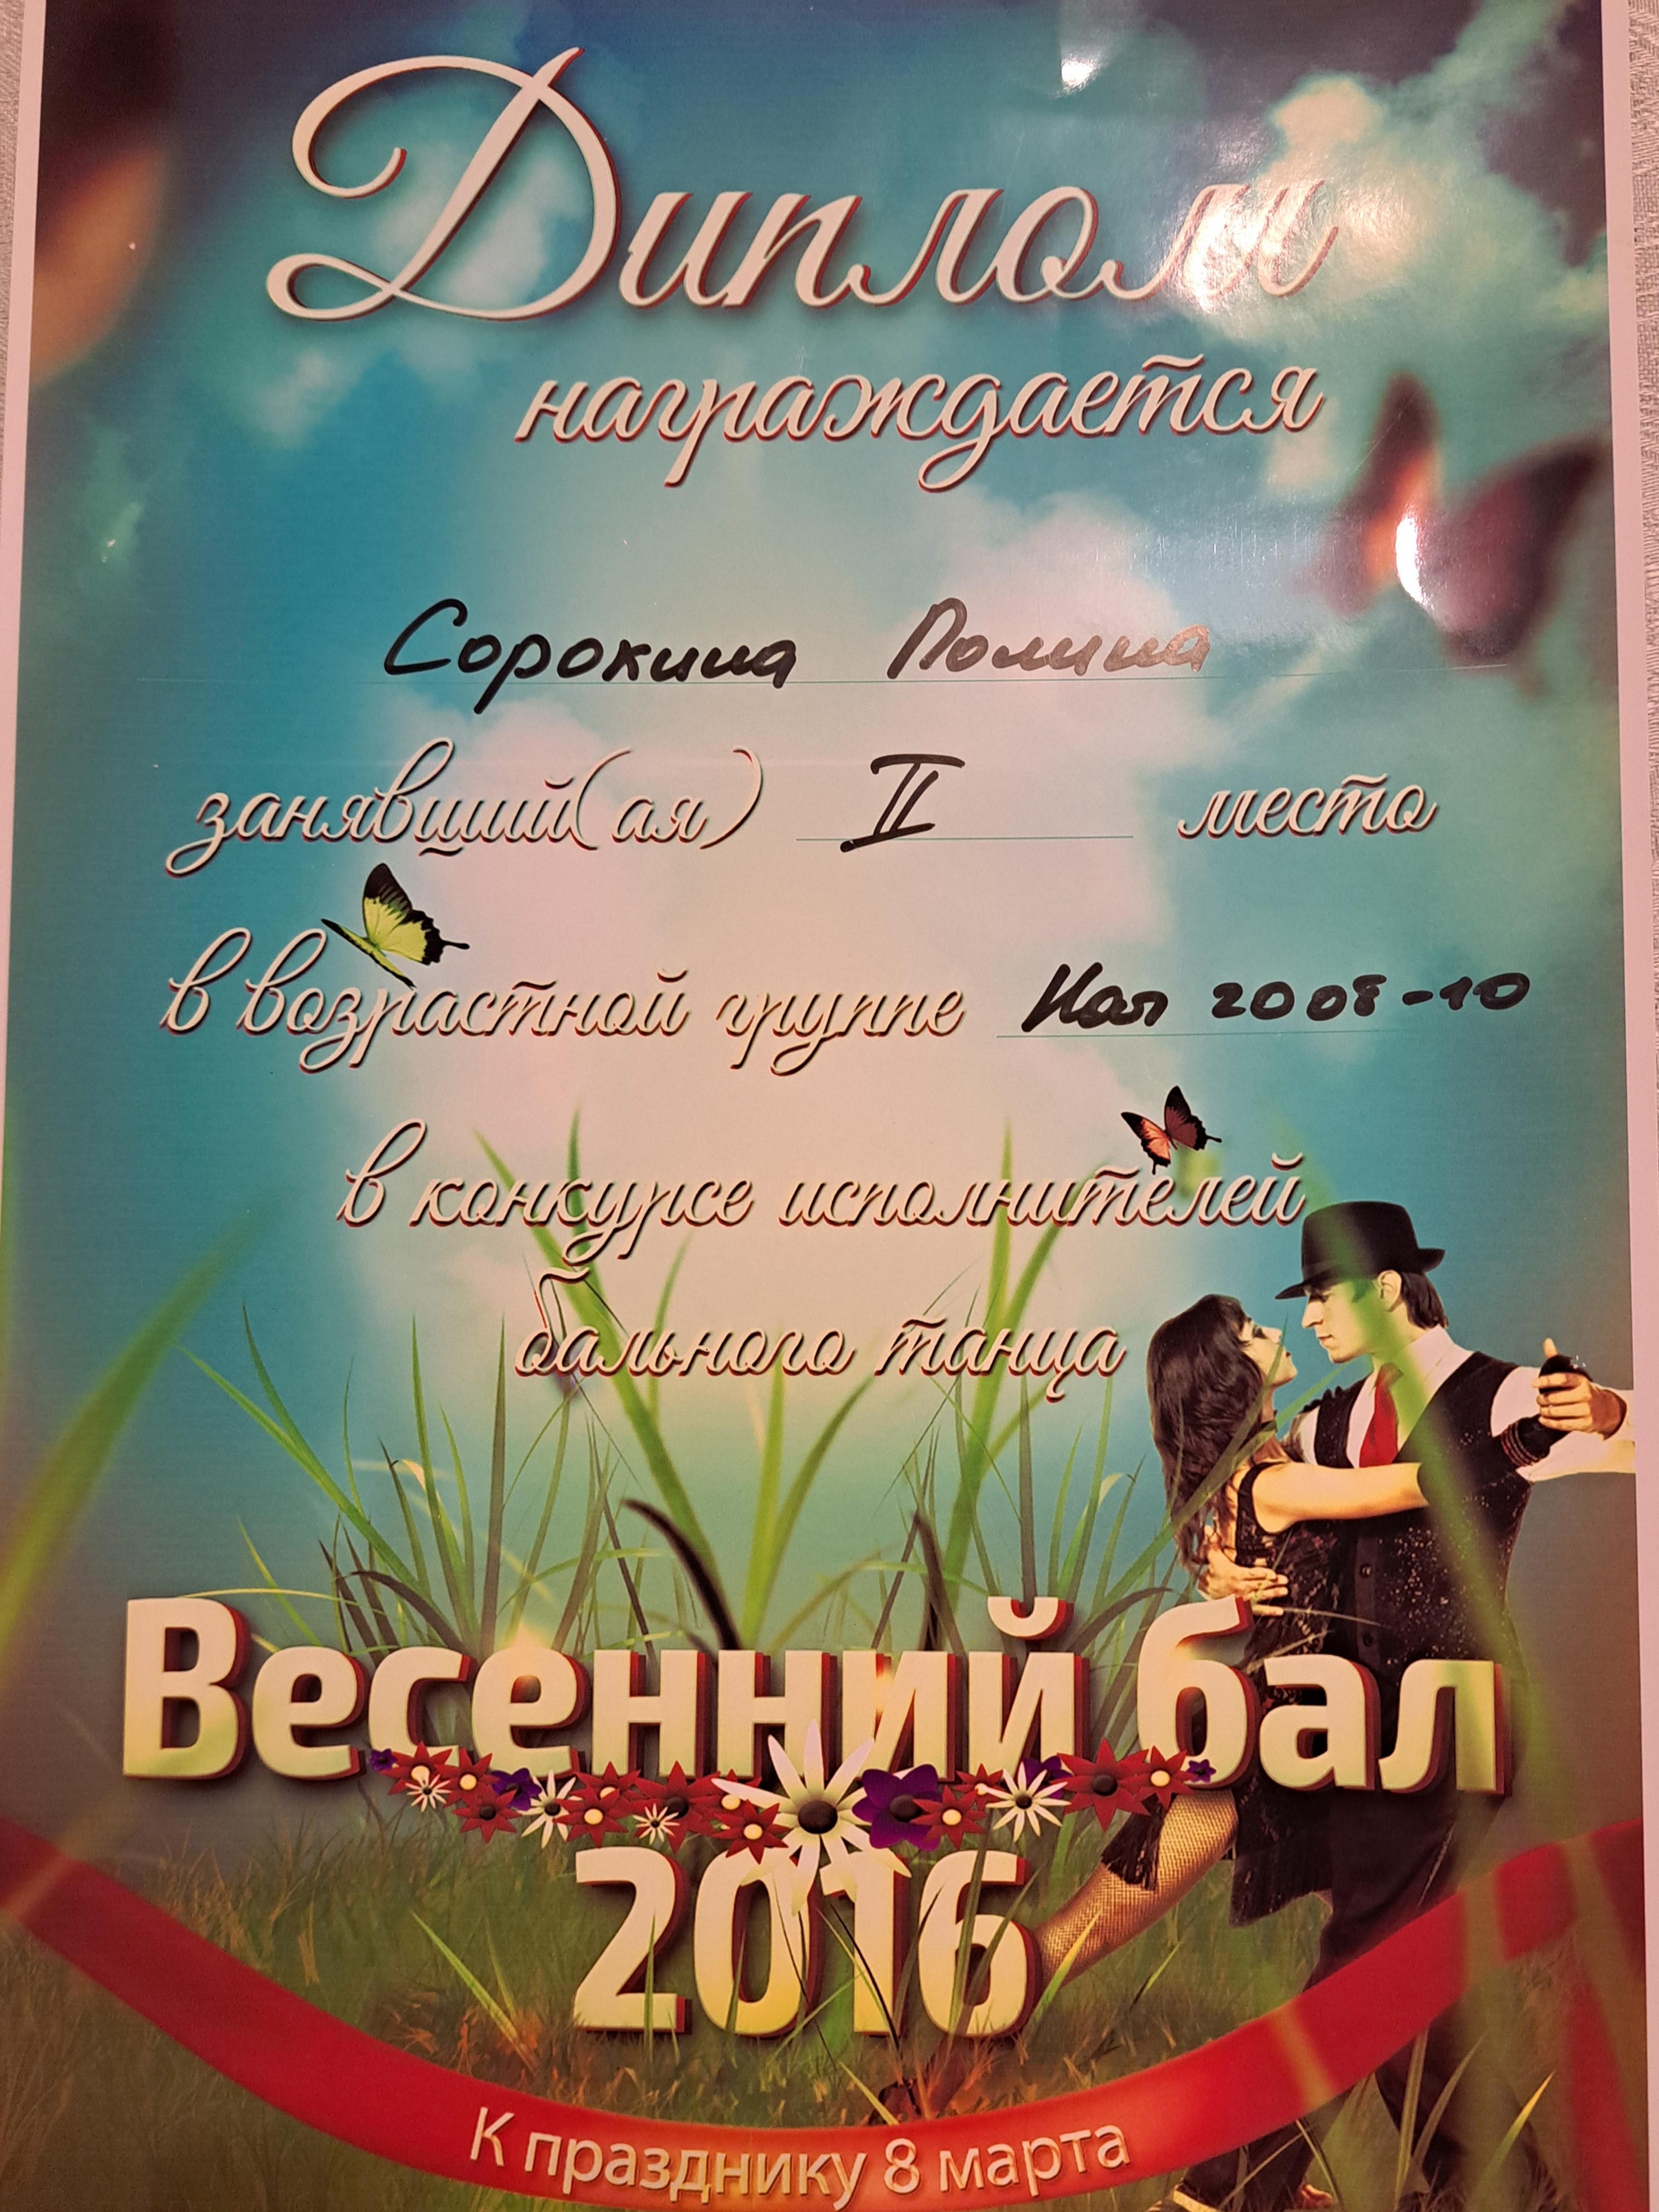 Диплом
награждается
Сорокина Полина
занявший(ая) II место
в возрастной группе 2008-10
в конкурсе исполнителей
бального танца
Весенний бал
2016
К празднику 8 марта